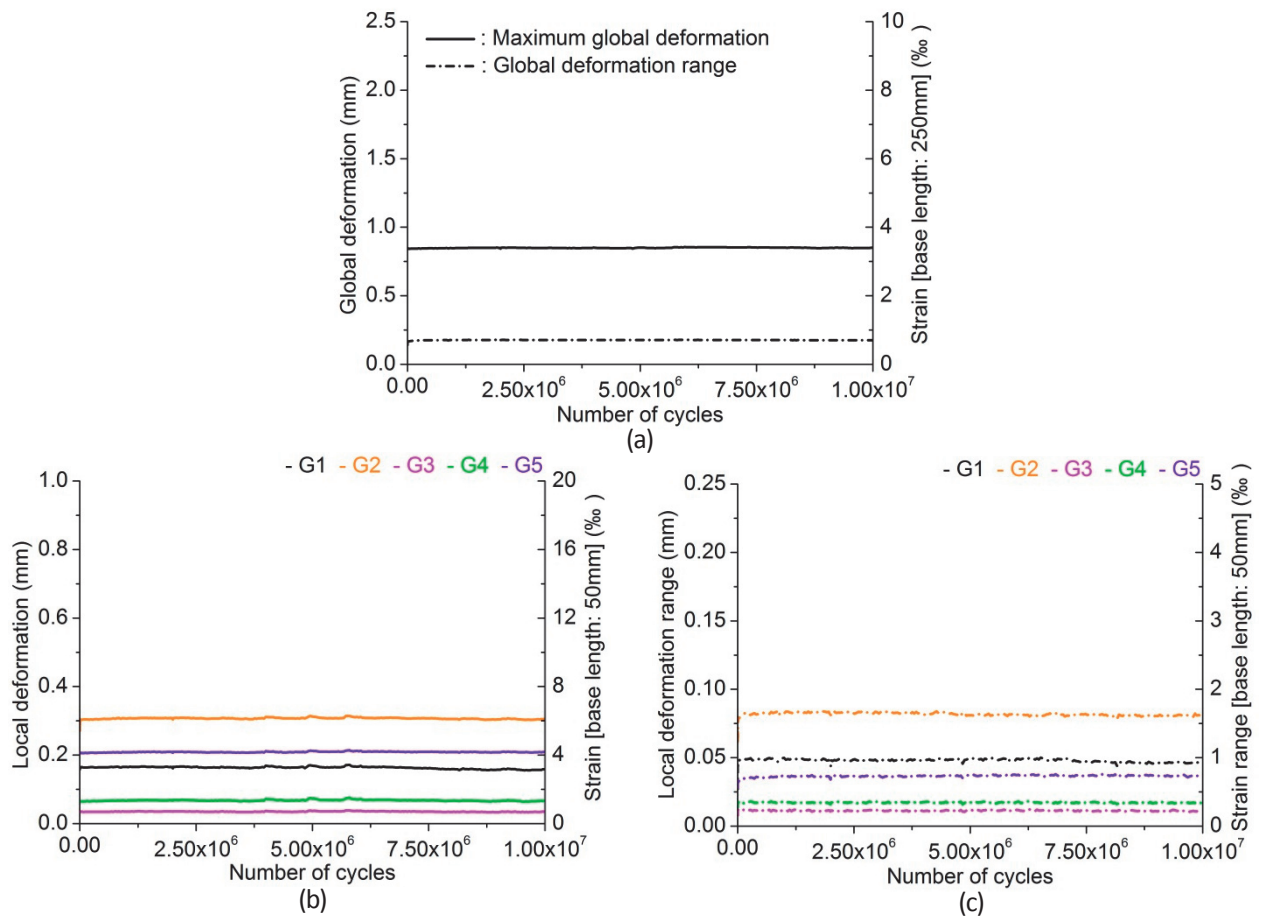 : Maximum global deformation
: Global deformation range
Global deformation (mm)
2.5
2.0
1.5
1.0
0.5
0.0
Strain [base length: 250mm] (‰)
10
8
6
4
2
0
0.00 2.50x10⁶ 5.00x10⁶ 7.50x10⁶ 1.00x10⁷
Number of cycles
(a)
- G1 - G2 - G3 - G4 - G5
Local deformation (mm)
1.0
0.8
0.6
0.4
0.2
0.0
Strain [base length: 50mm] (‰)
20
16
12
8
4
0
0.00 2.50x10⁶ 5.00x10⁶ 7.50x10⁶ 1.00x10⁷
Number of cycles
(b)
- G1 - G2 - G3 - G4 - G5
Local deformation range (mm)
0.25
0.20
0.15
0.10
0.05
0.00
Strain range [base length: 50mm] (‰)
5
4
3
2
1
0
0.00 2.50x10⁶ 5.00x10⁶ 7.50x10⁶ 1.00x10⁷
Number of cycles
(c)